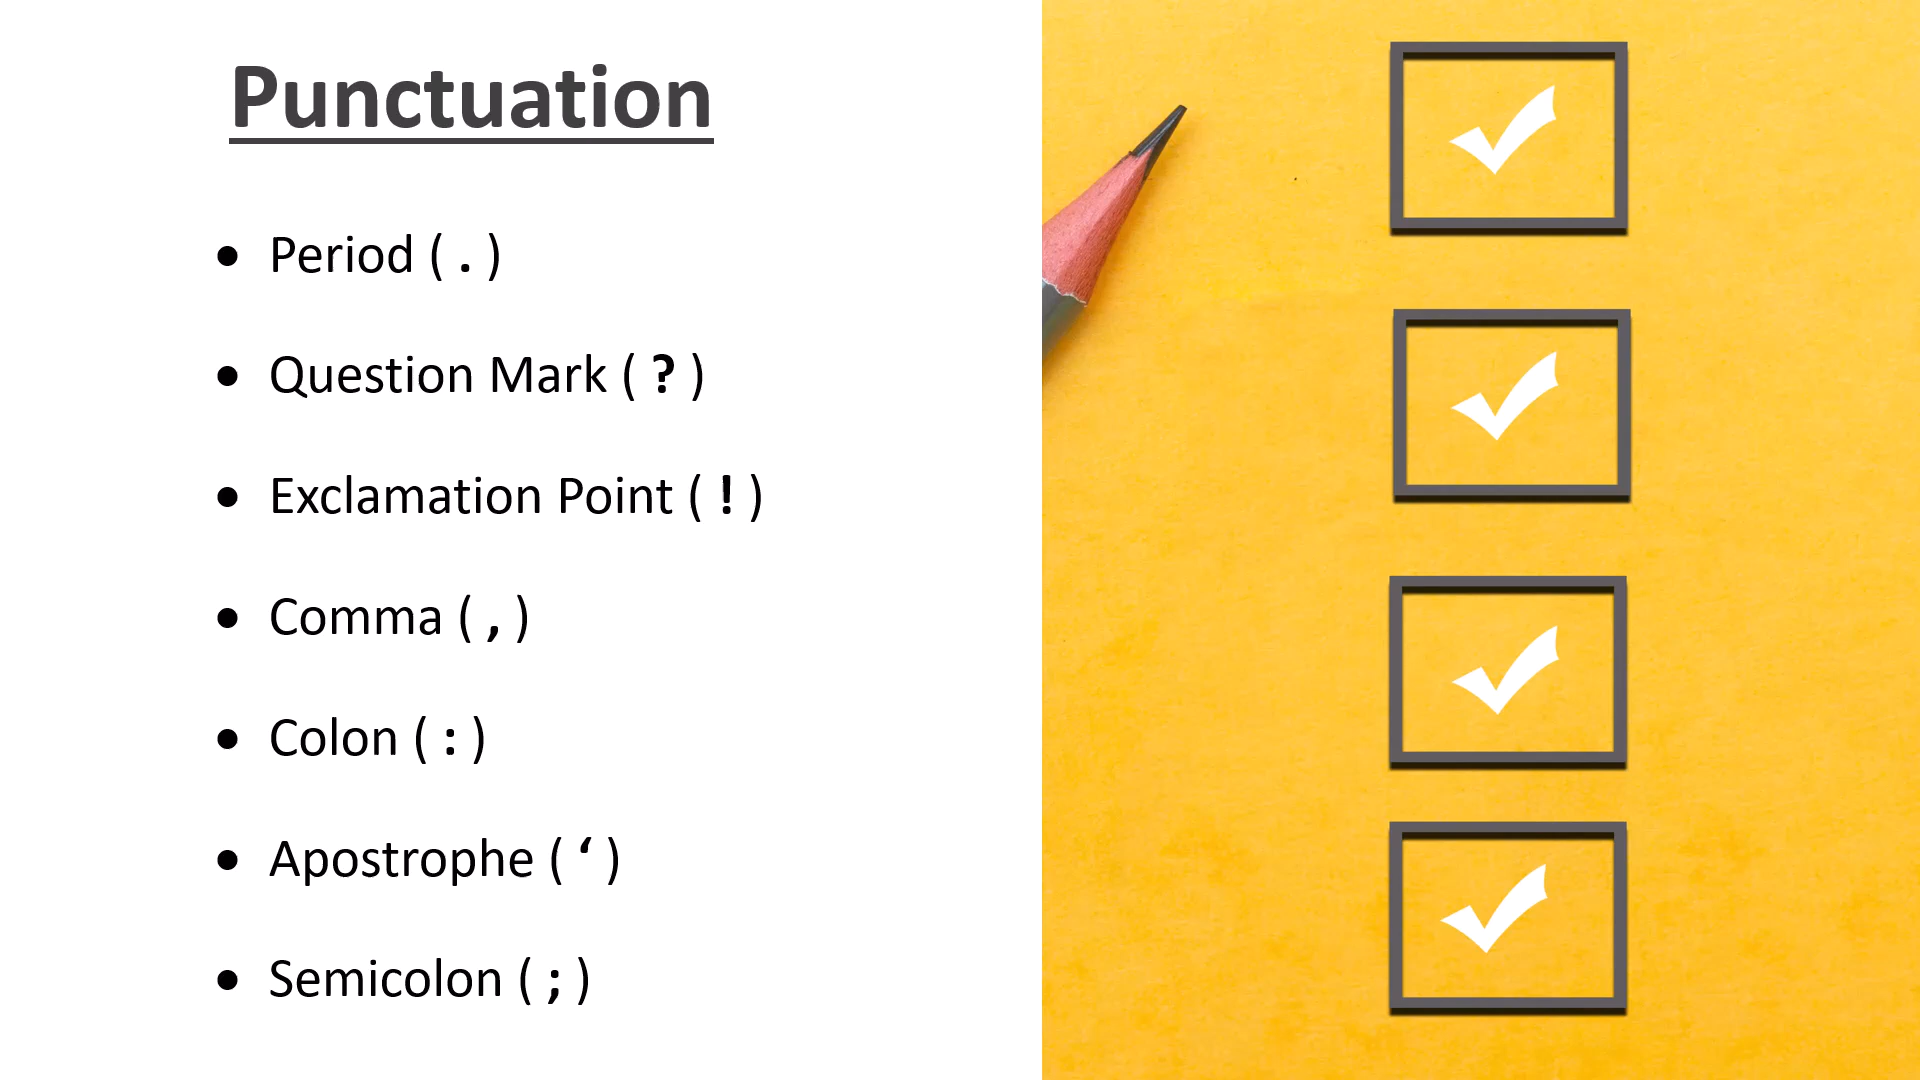 Punctuation
• Period ( . )
• Question Mark ( ? )
• Exclamation Point ( ! )
• Comma ( , )
• Colon ( : )
• Apostrophe ( ‘ )
• Semicolon ( ; )